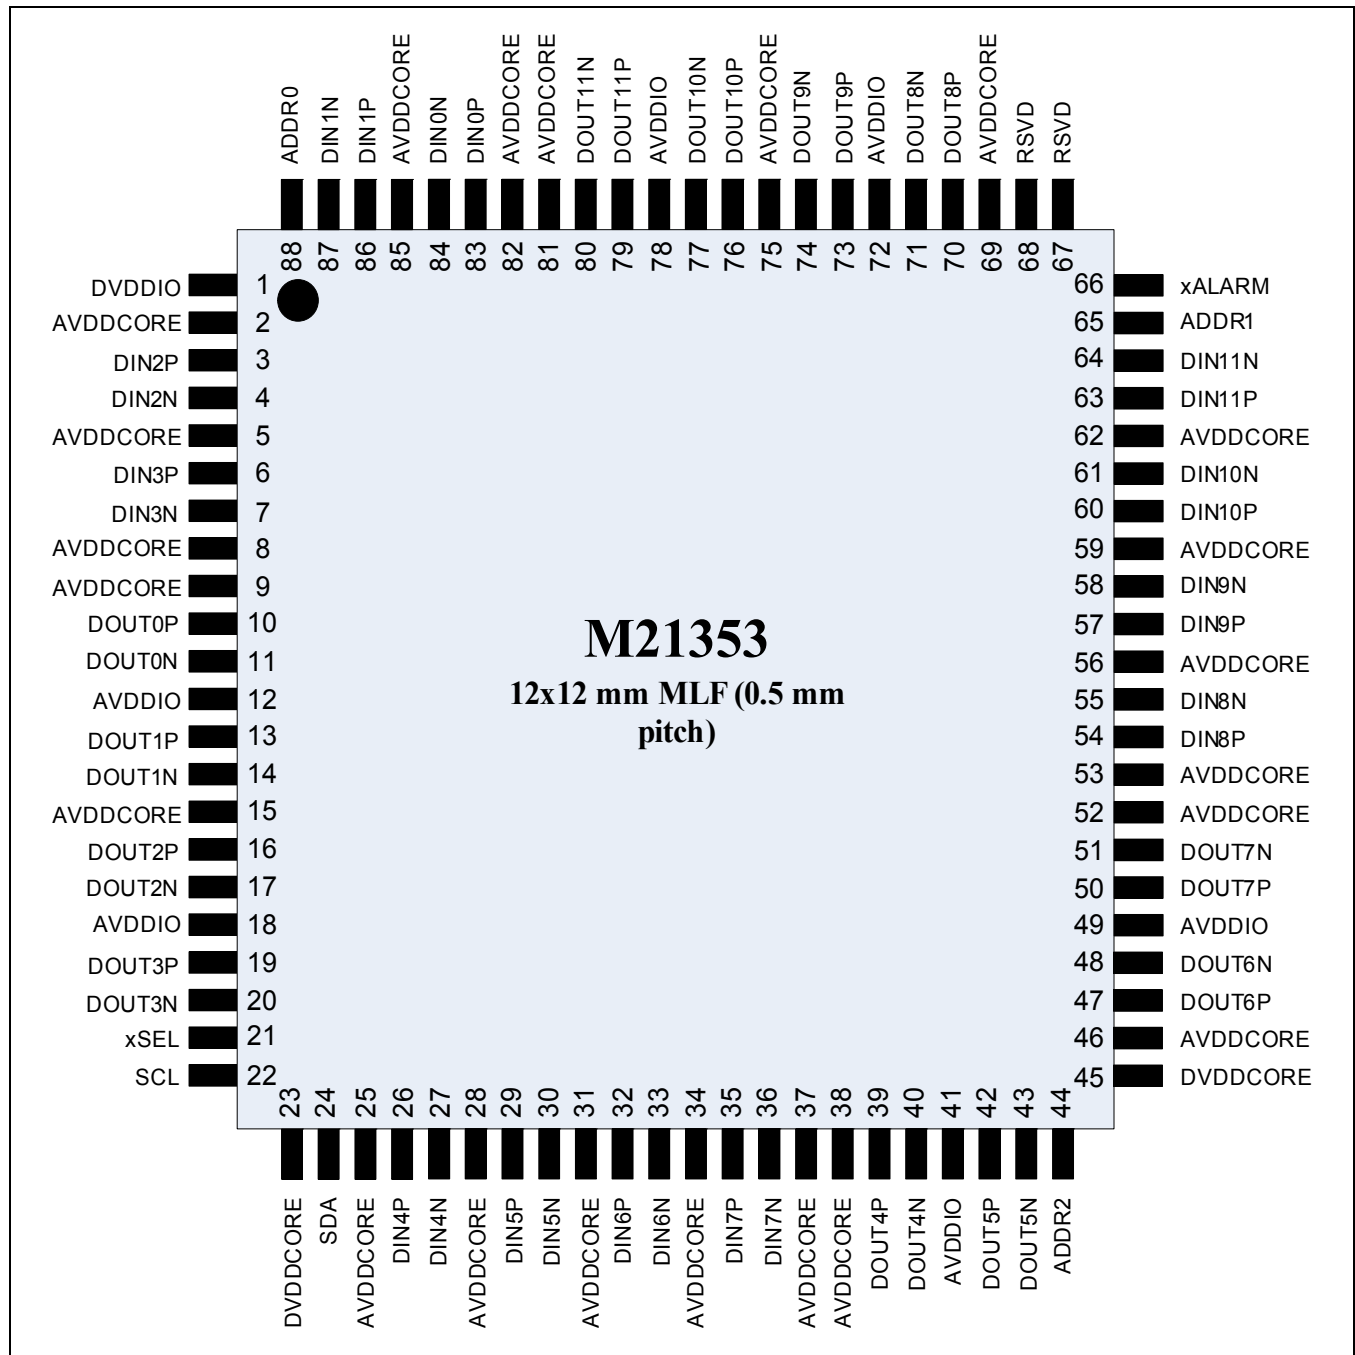 ADDR0
DIN1N
DIN1P
AVDDCORE
DIN0N
DIN0P
AVDDCORE
AVDDCORE
DOUT11N
DOUT11P
AVDDIO
DOUT10N
DOUT10P
AVDDCORE
DOUT9N
DOUT9P
AVDDIO
DOUT8N
DOUT8P
AVDDCORE
RSVD
RSVD
88
87
86
85
84
83
82
81
80
79
78
77
76
75
74
73
72
71
70
69
68
67
DVDDIO 1
AVDDCORE 2
DIN2P 3
DIN2N 4
AVDDCORE 5
DIN3P 6
DIN3N 7
AVDDCORE 8
AVDDCORE 9
DOUT0P 10
DOUT0N 11
AVDDIO 12
DOUT1P 13
DOUT1N 14
AVDDCORE 15
DOUT2P 16
DOUT2N 17
AVDDIO 18
DOUT3P 19
DOUT3N 20
xSEL 21
SCL 22
M21353
12x12 mm MLF (0.5 mm
pitch)
66 xALARM
65 ADDR1
64 DIN11N
63 DIN11P
62 AVDDCORE
61 DIN10N
60 DIN10P
59 AVDDCORE
58 DIN9N
57 DIN9P
56 AVDDCORE
55 DIN8N
54 DIN8P
53 AVDDCORE
52 AVDDCORE
51 DOUT7N
50 DOUT7P
49 AVDDIO
48 DOUT6N
47 DOUT6P
46 AVDDCORE
45 DVDDCORE
23
24
25
26
27
28
29
30
31
32
33
34
35
36
37
38
39
40
41
42
43
44
DVDDCORE
SDA
AVDDCORE
DIN4P
DIN4N
AVDDCORE
DIN5P
DIN5N
AVDDCORE
DIN6P
DIN6N
AVDDCORE
DIN7P
DIN7N
AVDDCORE
AVDDCORE
DOUT4P
DOUT4N
AVDDIO
DOUT5P
DOUT5N
ADDR2